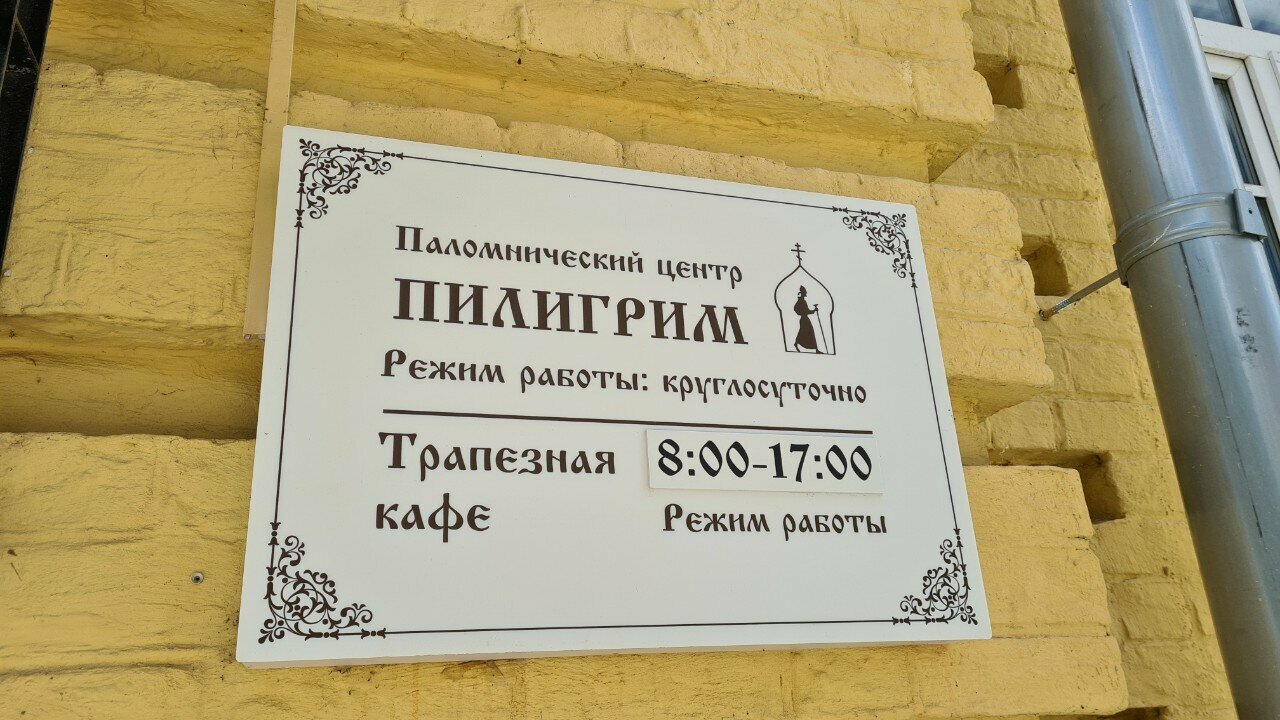 Паломнический центр
ПИЛИГРИМ
Режим работы: круглосуточно
Трапезная 8:00-17:00
кафе Режим работы